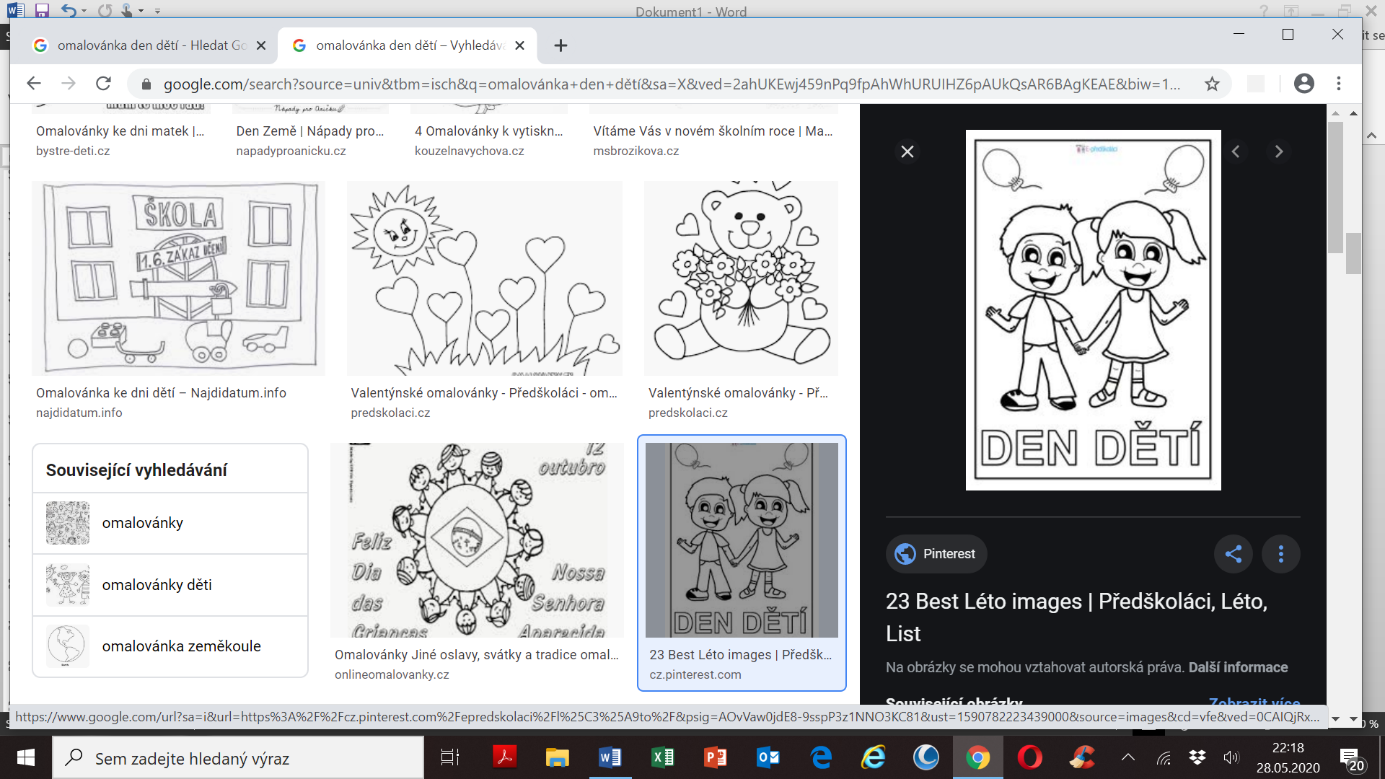 Dokument1 - Word
omalovánka den dětí - Hledat Go
omalovánka den dětí – Vyhledáva
google.com/search?source=univ&tbm=isch&q=omalovánka+den+dětí&sa=X&ved=2ahUKEwj459nPq9fpAhWhURUIHZ6pAUkQsAR6BAgKEAE&biw=1...
Omalovánky ke dni matek |...
bystre-deti.cz
Nápady pro Aničku
Den Země | Nápady pro...
napadyproanicku.cz
4 Omalovánky k vytiskn...
kouzelnavychova.cz
Vítáme Vás v novém školním roce | Ma...
msbrozikova.cz
ŠKOLA
1.6. ZÁKAZ UČENÍ
Omalovánka ke dni dětí – Najdidatum.info
najdidatum.info
Valentýnské omalovánky - Předškoláci - om...
predskolaci.cz
Valentýnské omalovánky - Př...
predskolaci.cz
Související vyhledávání
omalovánky
omalovánky děti
omalovánka zeměkoule
12
outubro
Feliz
Dia
das
Crianças
Nossa
Senhora
Aparecida
Omalovánky Jiné oslavy, svátky a tradice omal...
onlineomalovanky.cz
DEN DĚTÍ
23 Best Léto images | Předšk...
cz.pinterest.com
DEN DĚTÍ
Pinterest
23 Best Léto images | Předškoláci, Léto,
List
Na obrázky se mohou vztahovat autorská práva. Další informace
Související obrázky
Zobrazit více
https://www.google.com/url?sa=i&url=https%3A%2F%2Fcz.pinterest.com%2Fepredskolaci%2Fl%25C3%25A9to%2F&psig=AOvVaw0jdE8-9sspP3z1NNO3KC81&ust=1590782223439000&source=images&cd=vfe&ved=0CAIQjRx...
Sem zadejte hledaný výraz
22:18
28.05.2020
20